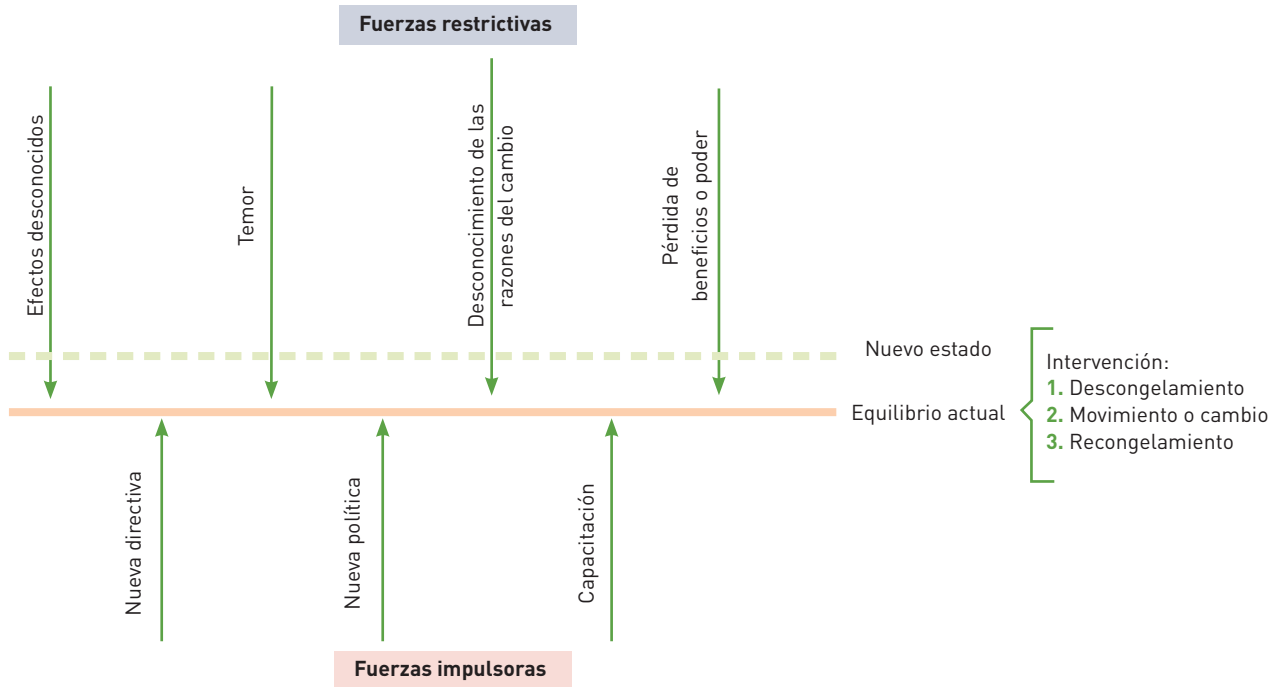 Fuerzas restrictivas
Efectos desconocidos
Temor
Desconocimiento de las
razones del cambio
Pérdida de
beneficios o poder
Nuevo estado
Equilibrio actual
Intervención:
1. Descongelamiento
2. Movimiento o cambio
3. Recongelamiento
Nueva directiva
Nueva política
Capacitación
Fuerzas impulsoras